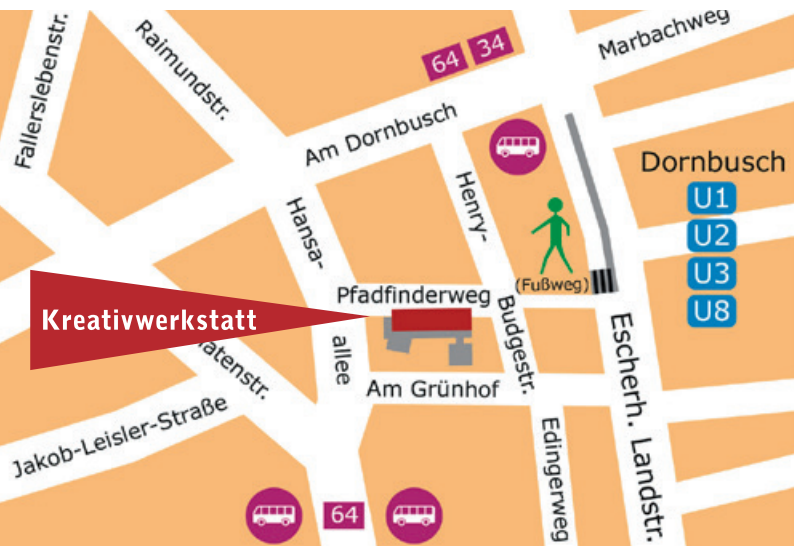 Fallerslebenstr.
Raimundstr.
64
34
Marbachweg
Am Dornbusch
Dornbusch
U1
U2
U3
U8
Hansa-
allee
Henry-
Budgestr.
(Fußweg)
Pfadfinderweg
Kreativwerkstatt
atenstr.
Am Grünhof
Jakob-Leisler-Straße
Edingerweg
Escherh. Landstr.
64